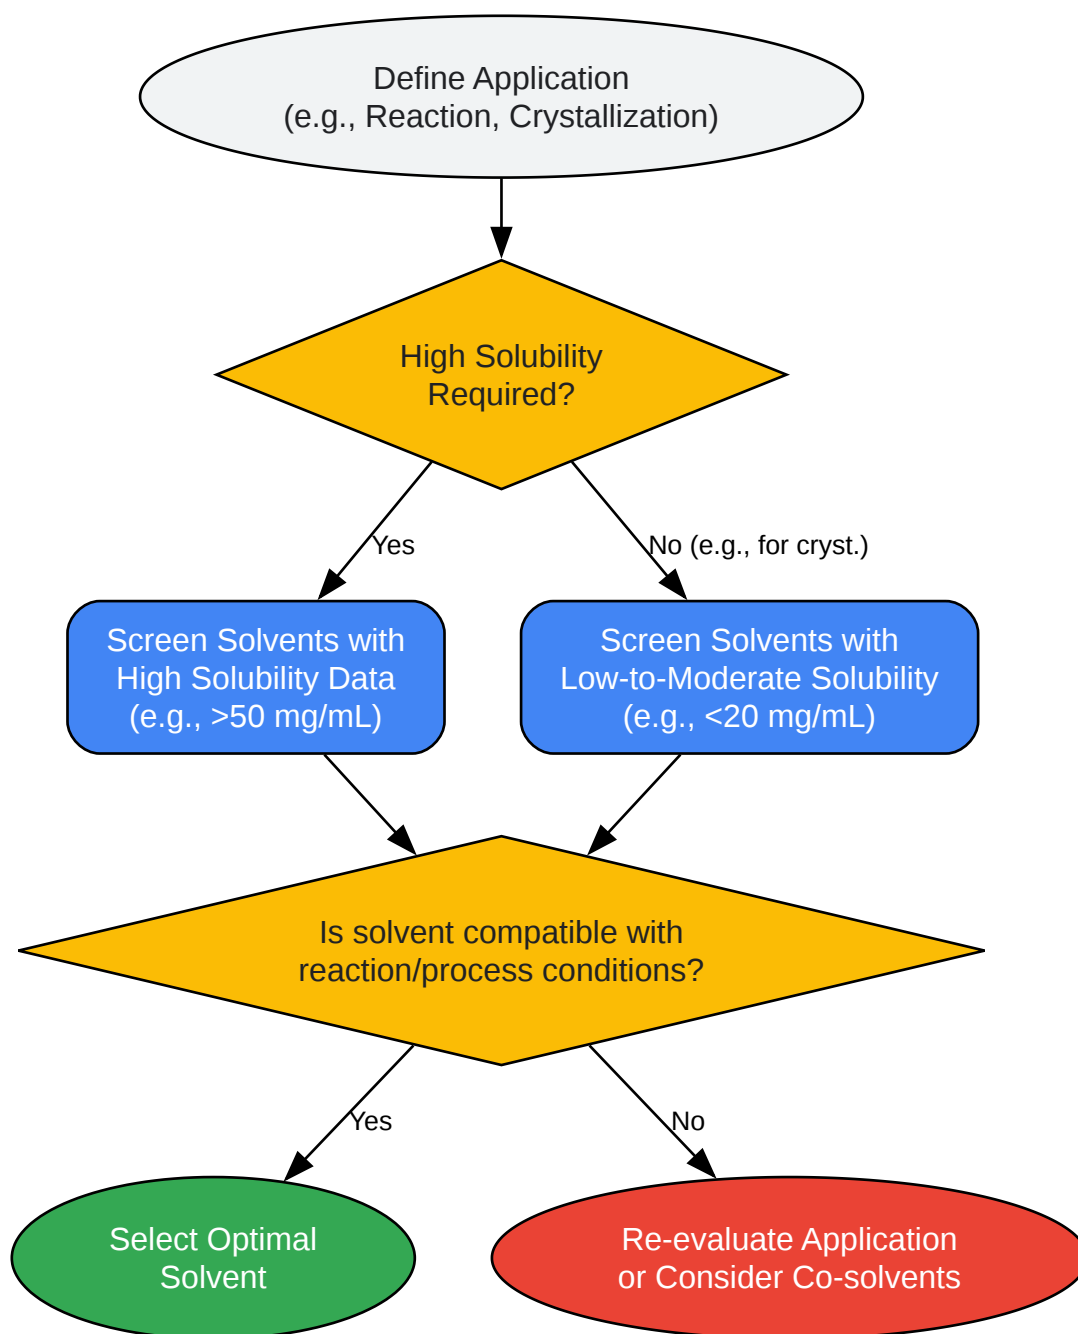 Define Application
(e.g., Reaction, Crystallization)
High Solubility
Required?
Yes
No (e.g., for cryst.)
Screen Solvents with
High Solubility Data
(e.g., >50 mg/mL)
Screen Solvents with
Low-to-Moderate Solubility
(e.g., <20 mg/mL)
Is solvent compatible with
reaction/process conditions?
Yes
No
Select Optimal
Solvent
Re-evaluate Application
or Consider Co-solvents